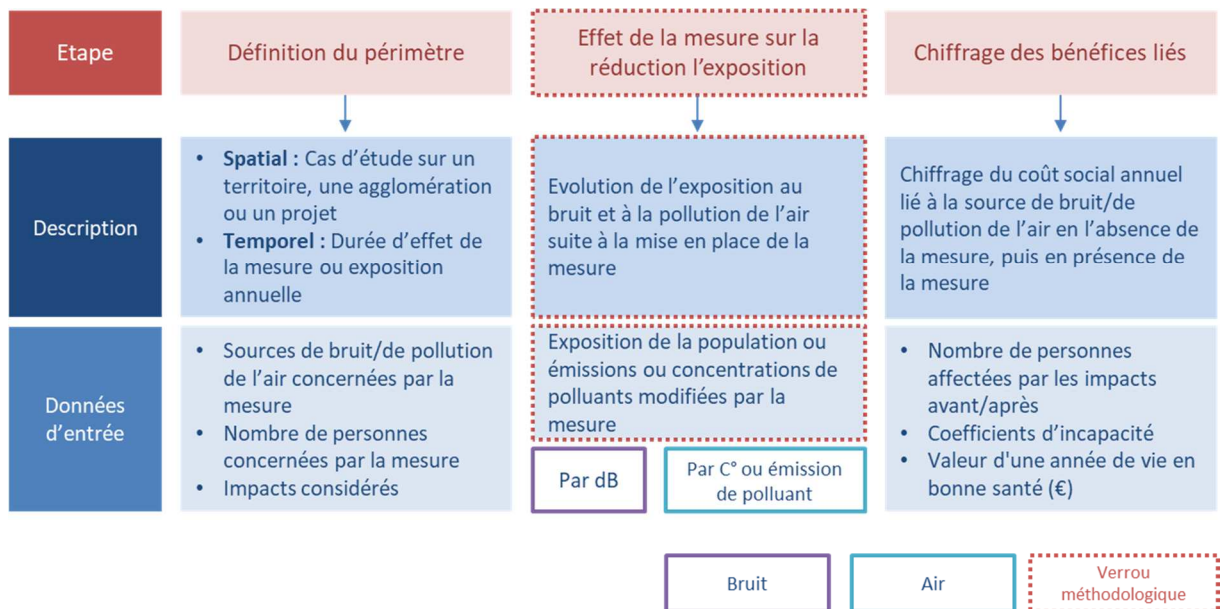 Etape
Définition du périmètre
Effet de la mesure sur la
réduction l'exposition
Chiffrage des bénéfices liés
Description
• Spatial : Cas d'étude sur un
territoire, une agglomération
ou un projet
• Temporel : Durée d'effet de
la mesure ou exposition
annuelle
Evolution de l'exposition au
bruit et à la pollution de l'air
suite à la mise en place de la
mesure
Chiffrage du coût social annuel
lié à la source de bruit/de
pollution de l'air en l'absence de
la mesure, puis en présence de
la mesure
Données
d'entrée
• Sources de bruit/de pollution
de l'air concernées par la
mesure
• Nombre de personnes
concernées par la mesure
• Impacts considérés
Exposition de la population ou
émissions ou concentrations de
polluants modifiées par la
mesure
Par dB
Par C° ou émission
de polluant
• Nombre de personnes
affectées par les impacts
avant/après
• Coefficients d'incapacité
• Valeur d'une année de vie en
bonne santé (€)
Bruit
Air
Verrou
méthodologique